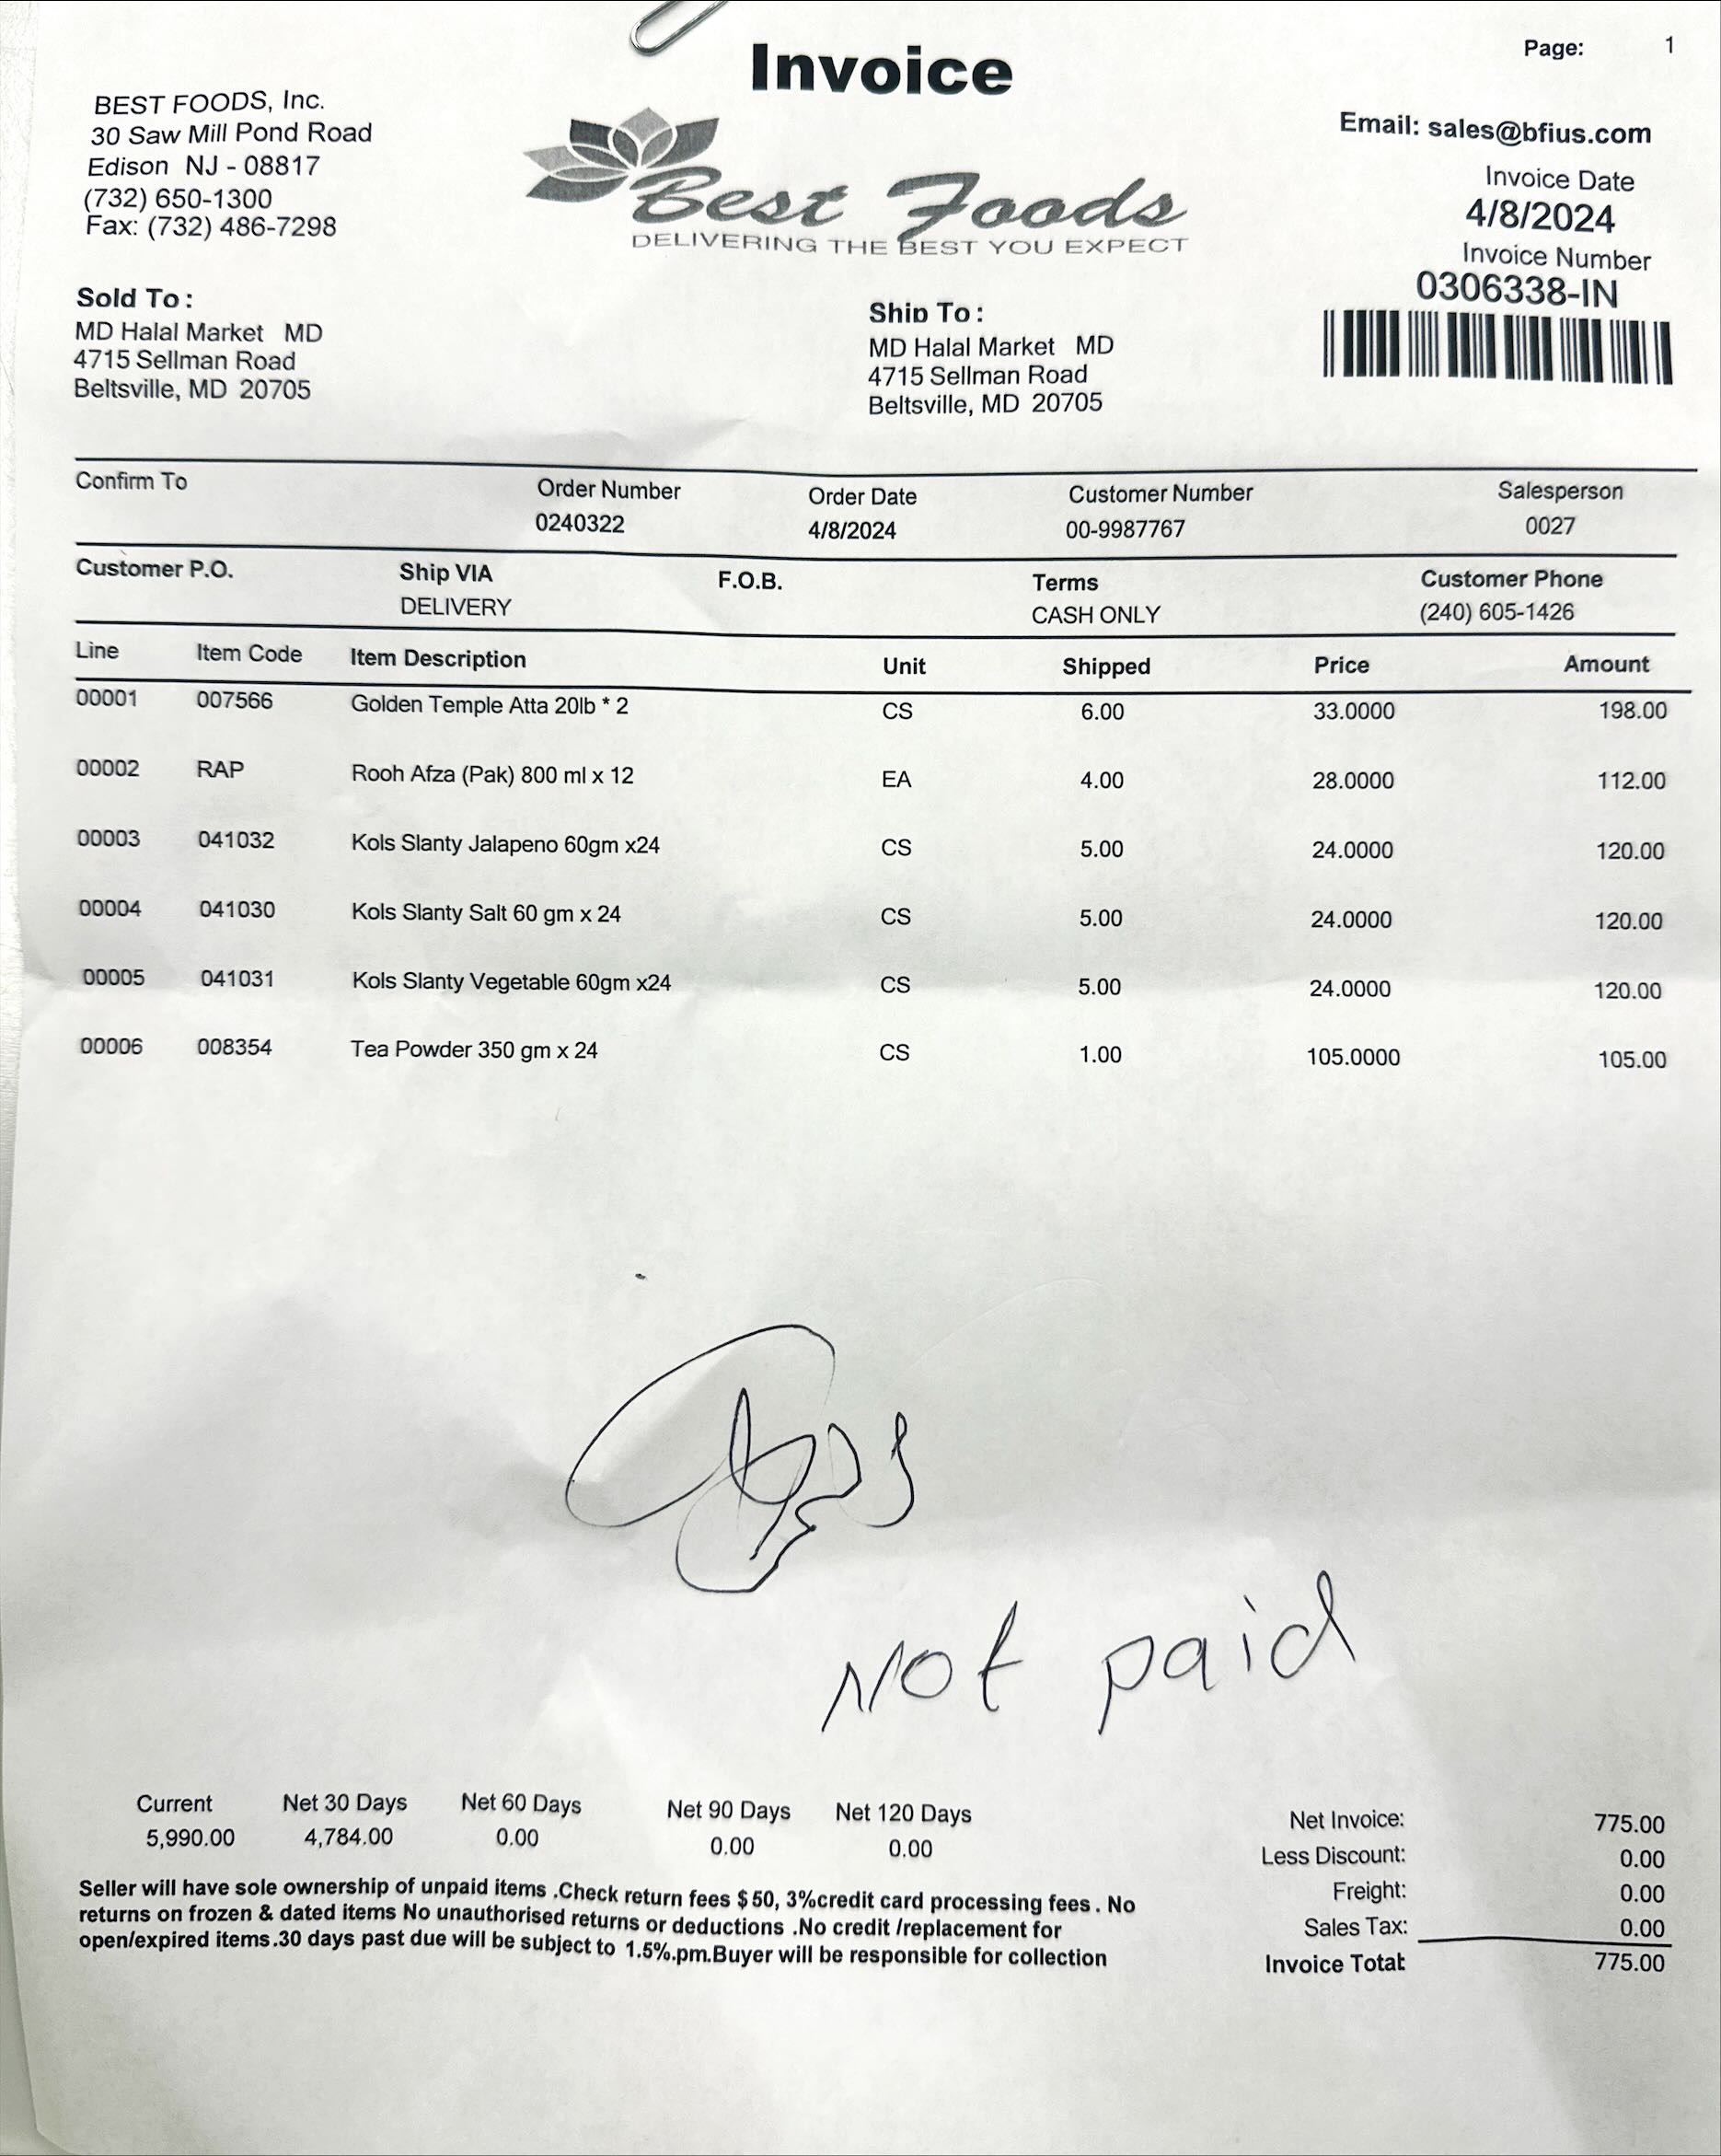 Invoice
Page: 1
BEST FOODS, Inc.
30 Saw Mill Pond Road
Edison NJ - 08817
(732) 650-1300
Fax: (732) 486-7298
Best Foods
DELIVERING THE BEST YOU EXPECT
Email: sales@bfius.com
Invoice Date
4/8/2024
Invoice Number
0306338-IN
Sold To :
MD Halal Market MD
4715 Sellman Road
Beltsville, MD 20705
Ship To :
MD Halal Market MD
4715 Sellman Road
Beltsville, MD 20705
Confirm To Order Number Order Date Customer Number Salesperson
0240322 4/8/2024 00-9987767 0027
Customer P.O. Ship VIA F.O.B. Terms Customer Phone
DELIVERY CASH ONLY (240) 605-1426
Line Item Code Item Description Unit Shipped Price Amount
00001 007566 Golden Temple Atta 20lb * 2 CS 6.00 33.0000 198.00
00002 RAP Rooh Afza (Pak) 800 ml x 12 EA 4.00 28.0000 112.00
00003 041032 Kols Slanty Jalapeno 60gm x24 CS 5.00 24.0000 120.00
00004 041030 Kols Slanty Salt 60 gm x 24 CS 5.00 24.0000 120.00
00005 041031 Kols Slanty Vegetable 60gm x24 CS 5.00 24.0000 120.00
00006 008354 Tea Powder 350 gm x 24 CS 1.00 105.0000 105.00
Not paid
Current Net 30 Days Net 60 Days Net 90 Days Net 120 Days
5,990.00 4,784.00 0.00 0.00 0.00
Seller will have sole ownership of unpaid items .Check return fees $50, 3%credit card processing fees . No
returns on frozen & dated items No unauthorised returns or deductions .No credit /replacement for
open/expired items.30 days past due will be subject to 1.5%.pm.Buyer will be responsible for collection
Net Invoice: 775.00
Less Discount: 0.00
Freight: 0.00
Sales Tax: 0.00
Invoice Total: 775.00